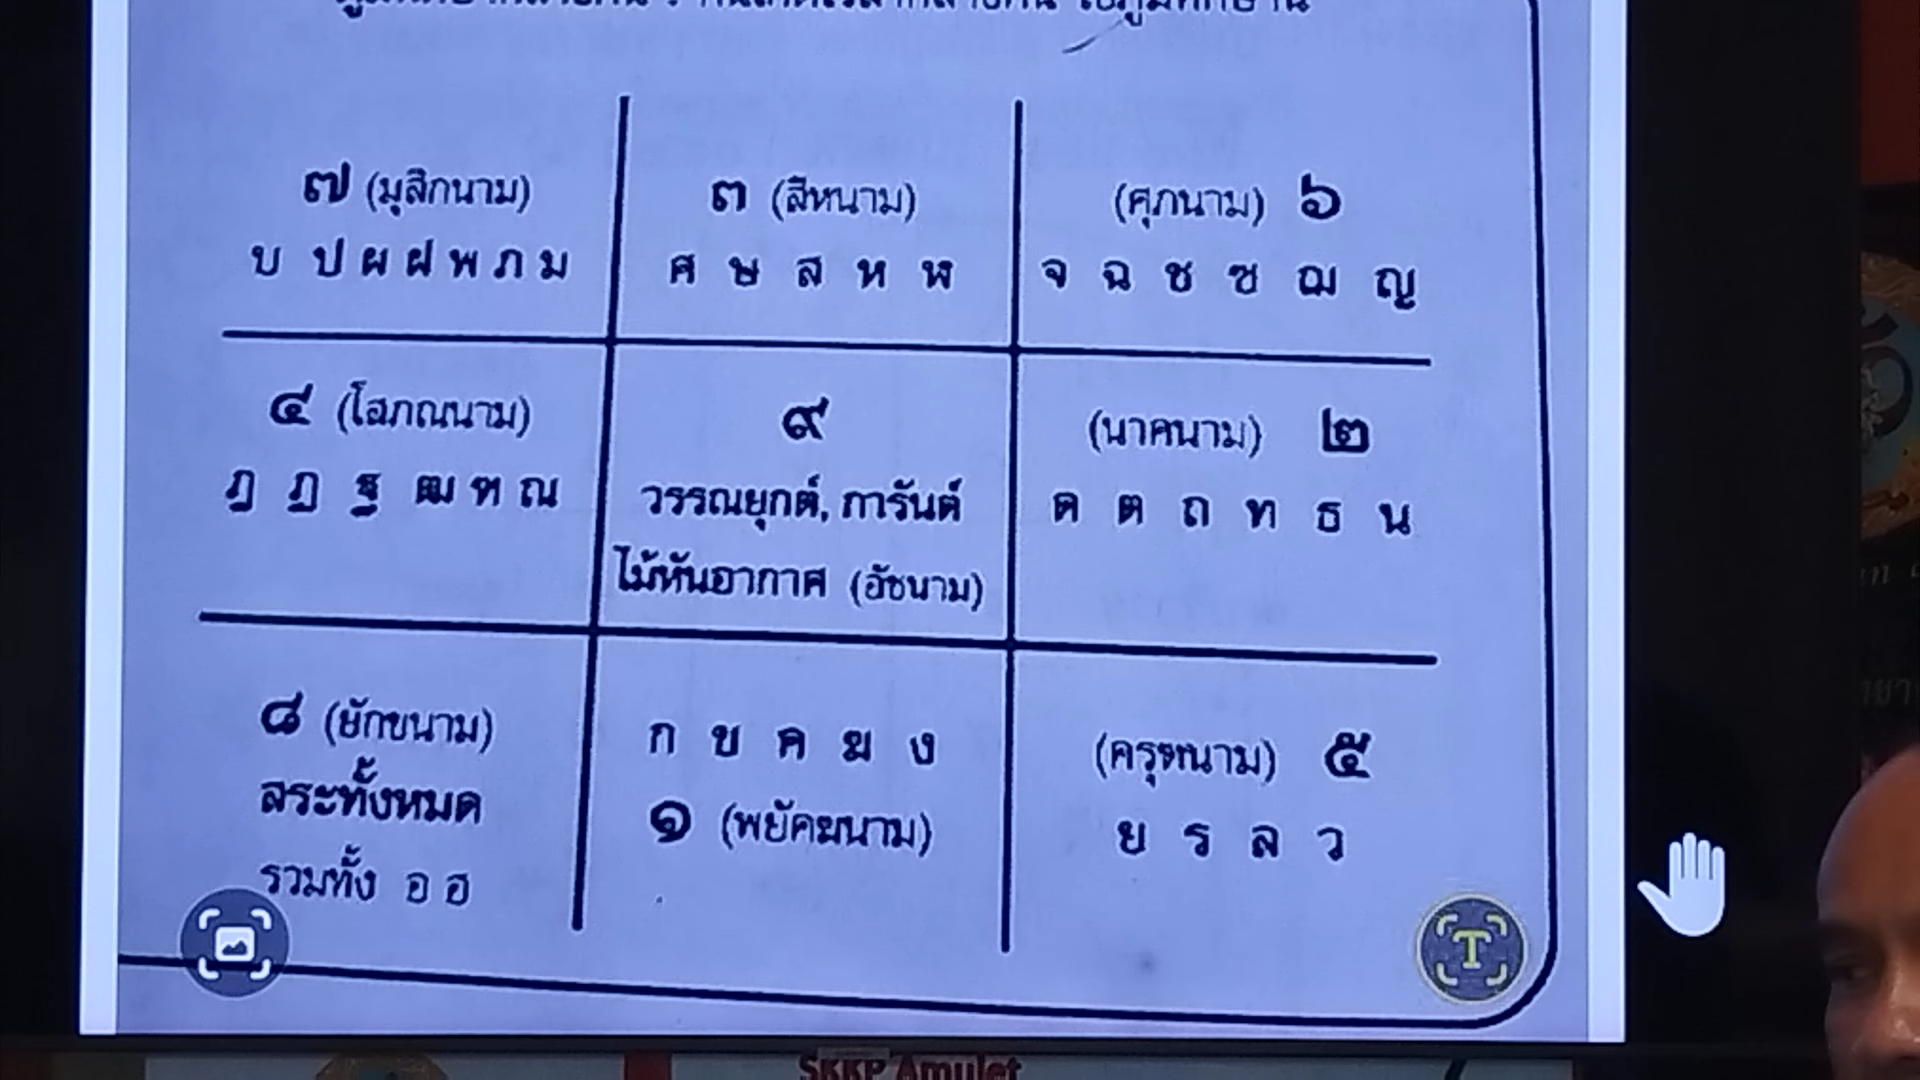 ๗ (มุสิกนาม)
บ ป ผ ฝ พ ภ ม
๓ (สีหนาม)
ศ ษ ส ห ฬ
(ศุภนาม) ๖
จ ฉ ช ซ ฌ ญ
๔ (โสภณนาม)
ฎ ฏ ฐ ฒ ฑ ณ
๙
วรรณยุกต์, การันต์
ไม้หันอากาศ (อัชนาม)
(นาคนาม) ๒
ด ต ถ ท ธ น
๘ (ยักขนาม)
สระทั้งหมด
รวมทั้ง อ ฮ
ก ข ค ฆ ง
๑ (พยัคฆนาม)
(ครุฑนาม) ๕
ย ร ล ว
SKKP Amulet